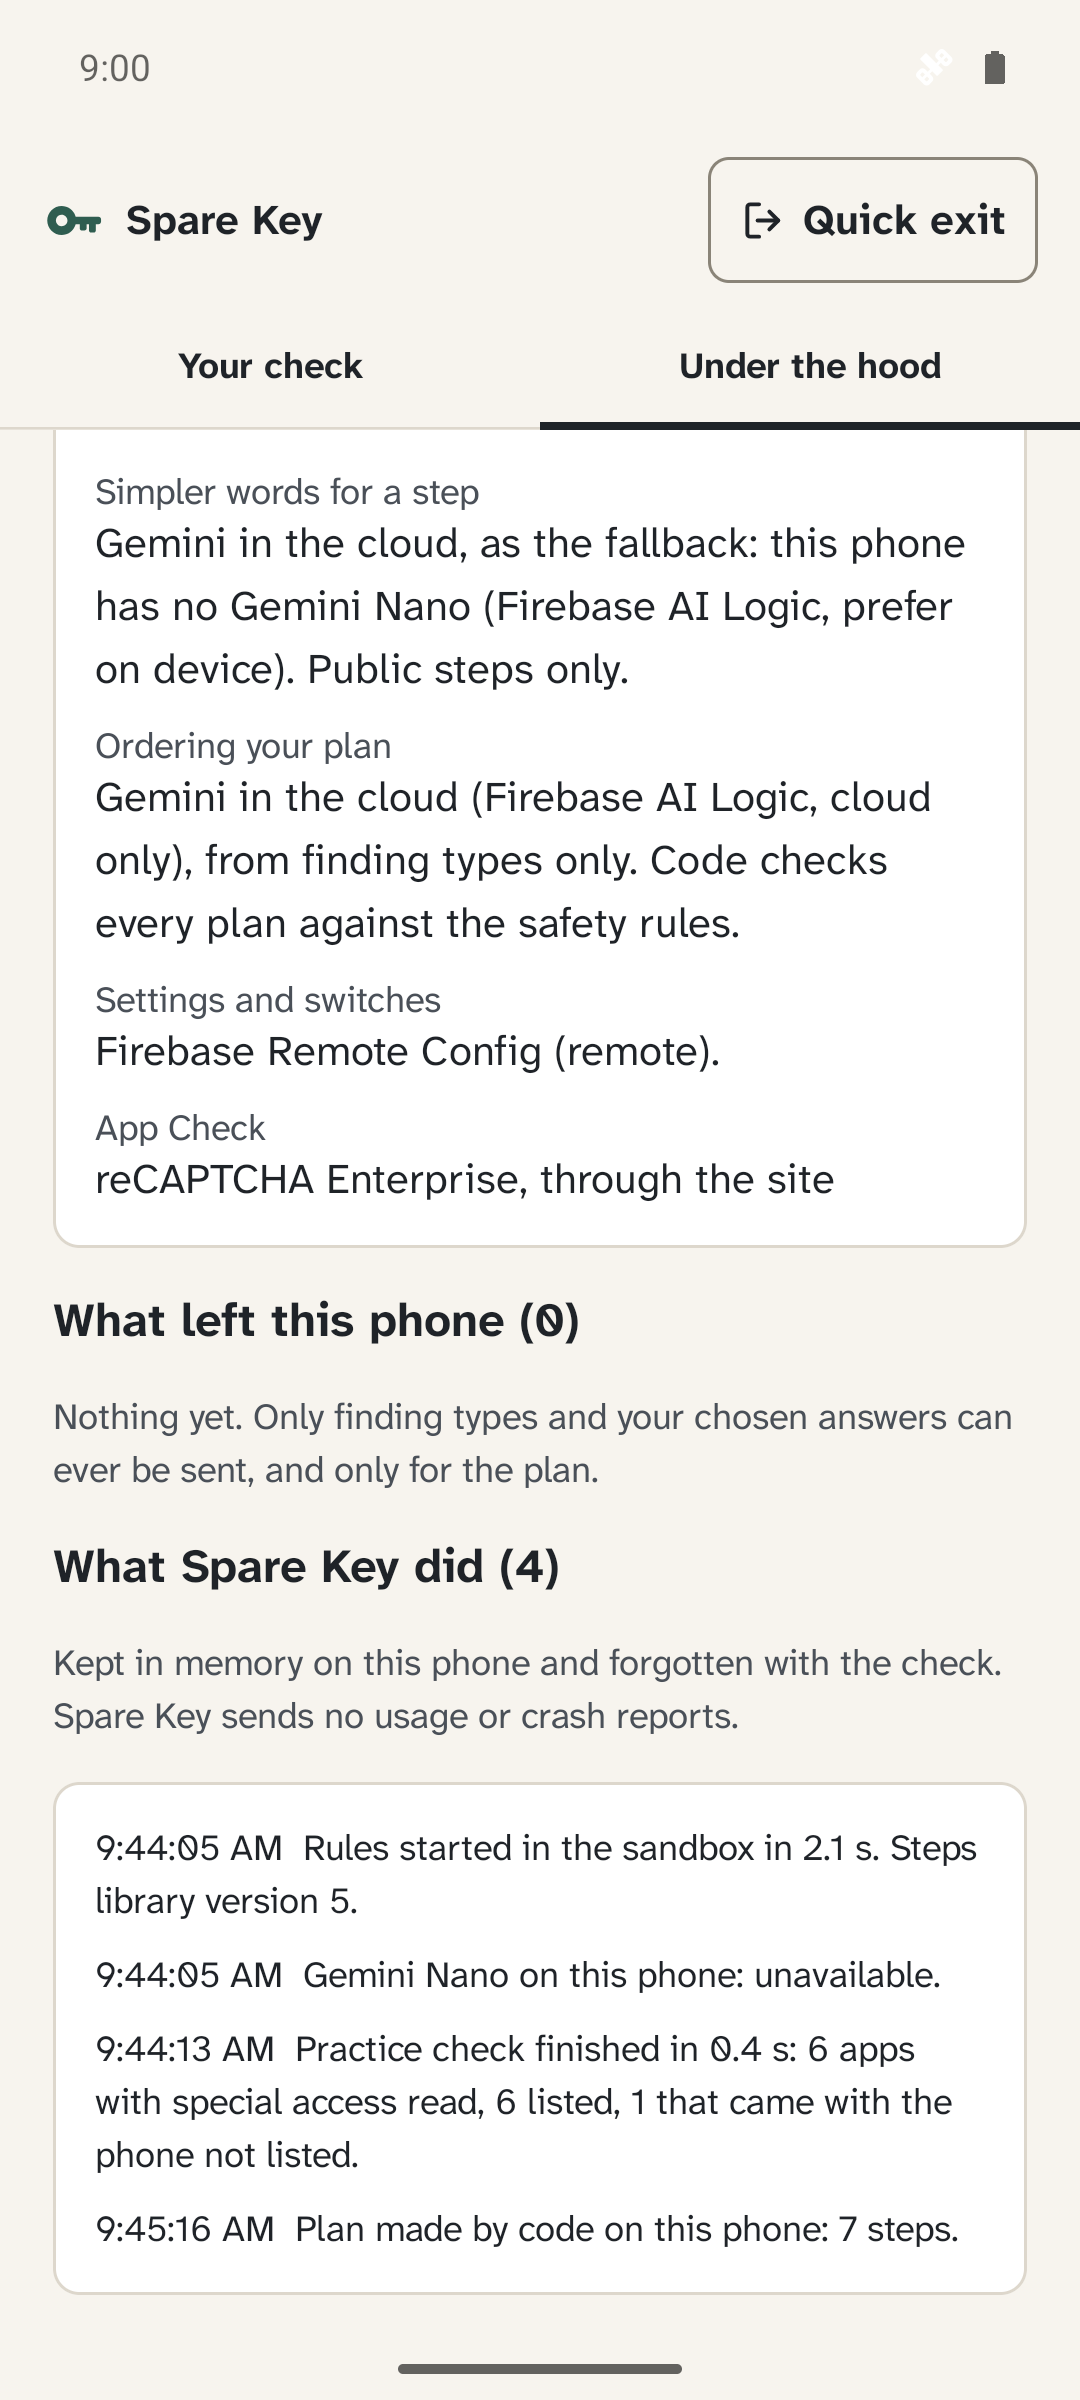 9:00
Spare Key
Quick exit
Your check
Under the hood
Simpler words for a step
Gemini in the cloud, as the fallback: this phone
has no Gemini Nano (Firebase AI Logic, prefer
on device). Public steps only.
Ordering your plan
Gemini in the cloud (Firebase AI Logic, cloud
only), from finding types only. Code checks
every plan against the safety rules.
Settings and switches
Firebase Remote Config (remote).
App Check
reCAPTCHA Enterprise, through the site
What left this phone (0)
Nothing yet. Only finding types and your chosen answers can
ever be sent, and only for the plan.
What Spare Key did (4)
Kept in memory on this phone and forgotten with the check.
Spare Key sends no usage or crash reports.
9:44:05 AM Rules started in the sandbox in 2.1 s. Steps
library version 5.
9:44:05 AM Gemini Nano on this phone: unavailable.
9:44:13 AM Practice check finished in 0.4 s: 6 apps
with special access read, 6 listed, 1 that came with the
phone not listed.
9:45:16 AM Plan made by code on this phone: 7 steps.